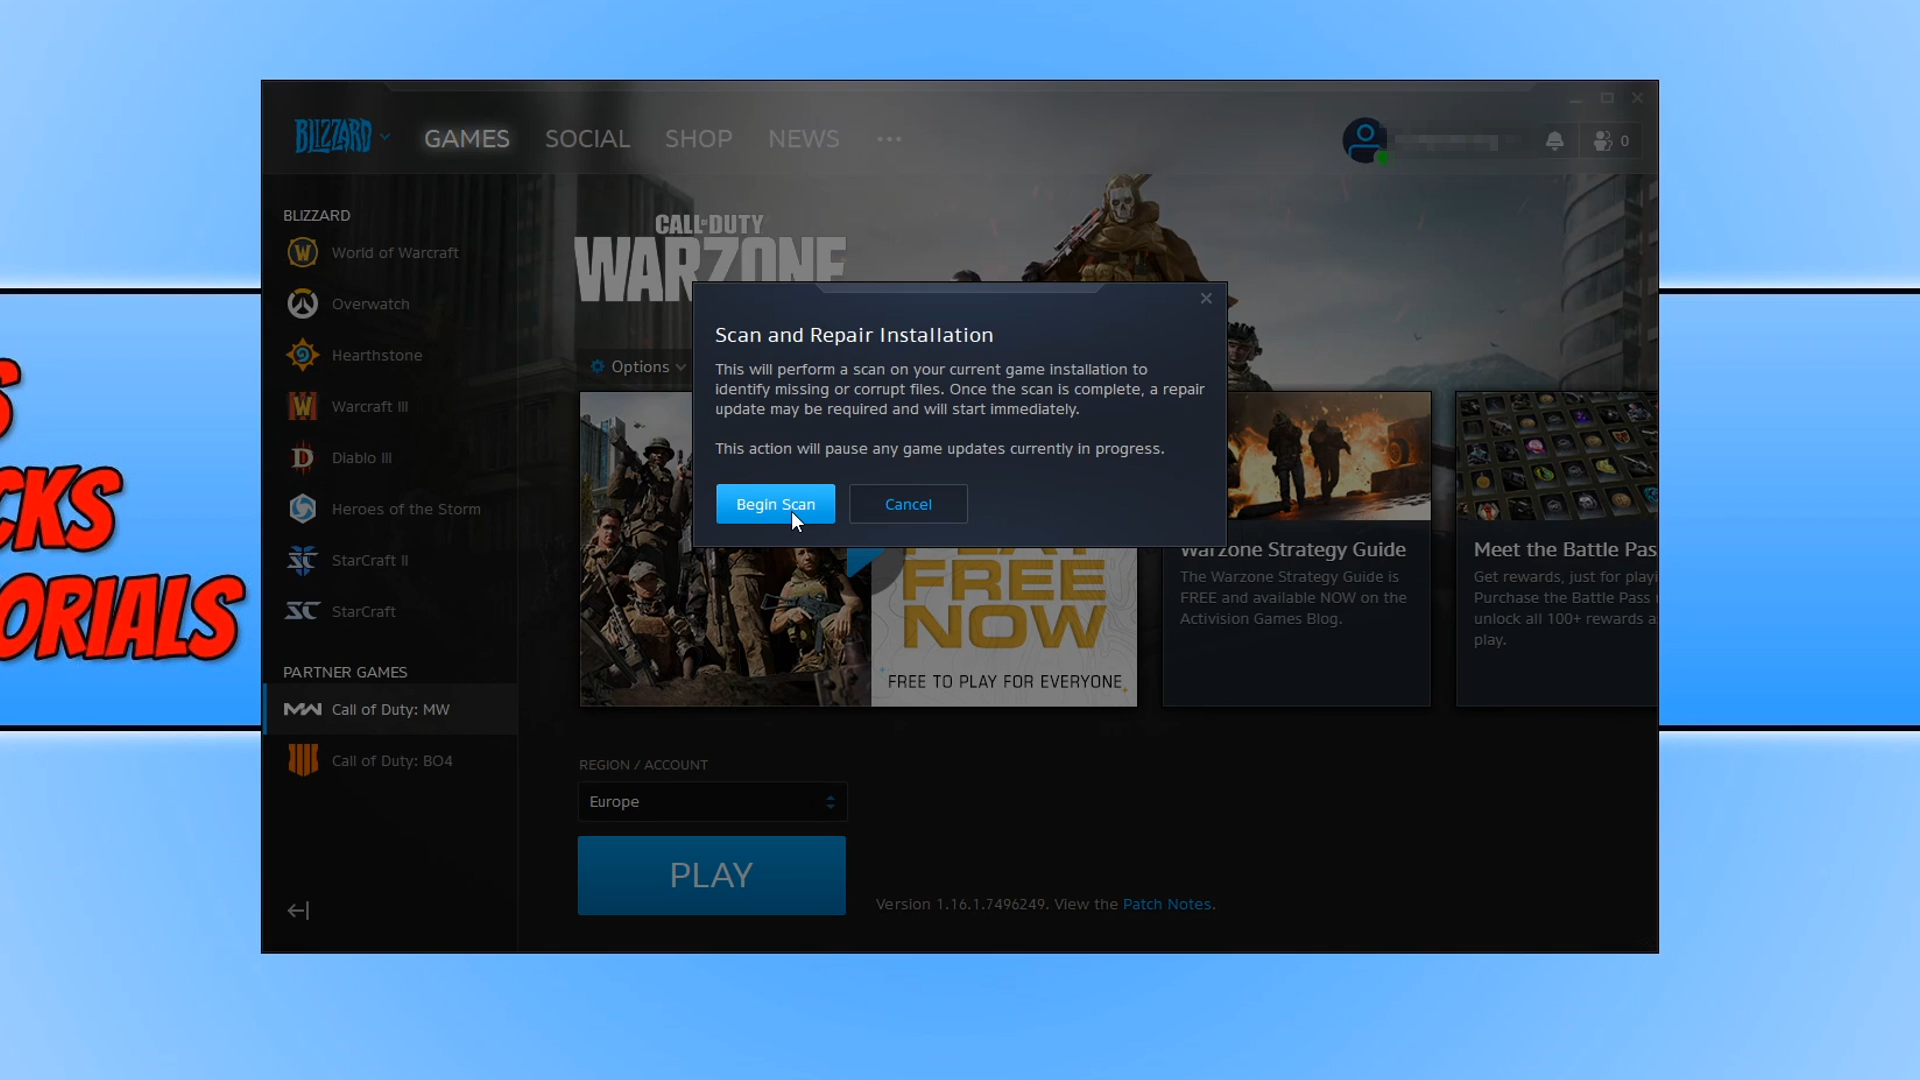 BLIZZARD
GAMES
SOCIAL
SHOP
NEWS
0
BLIZZARD
World of Warcraft
Overwatch
Hearthstone
Warcraft III
Diablo III
Heroes of the Storm
StarCraft II
StarCraft
PARTNER GAMES
Call of Duty: MW
Call of Duty: BO4
CALL OF DUTY
WARZONE
Options
Scan and Repair Installation
This will perform a scan on your current game installation to
identify missing or corrupt files. Once the scan is complete, a repair
update may be required and will start immediately.
This action will pause any game updates currently in progress.
Begin Scan
Cancel
PLAY
FREE
NOW
FREE TO PLAY FOR EVERYONE
Warzone Strategy Guide
The Warzone Strategy Guide is
FREE and available NOW on the
Activision Games Blog.
Meet the Battle Pas
Get rewards, just for playi
Purchase the Battle Pass
unlock all 100+ rewards a
play.
REGION / ACCOUNT
Europe
PLAY
Version 1.16.1.7496249. View the Patch Notes.
S
CKS
ORIALS